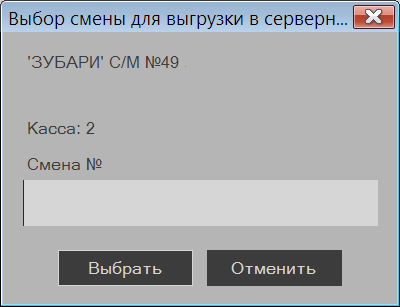 Выбор смены для выгрузки в серверн...
'ЗУБАРИ' С/М №49
Касса: 2
Смена №
Выбрать
Отменить